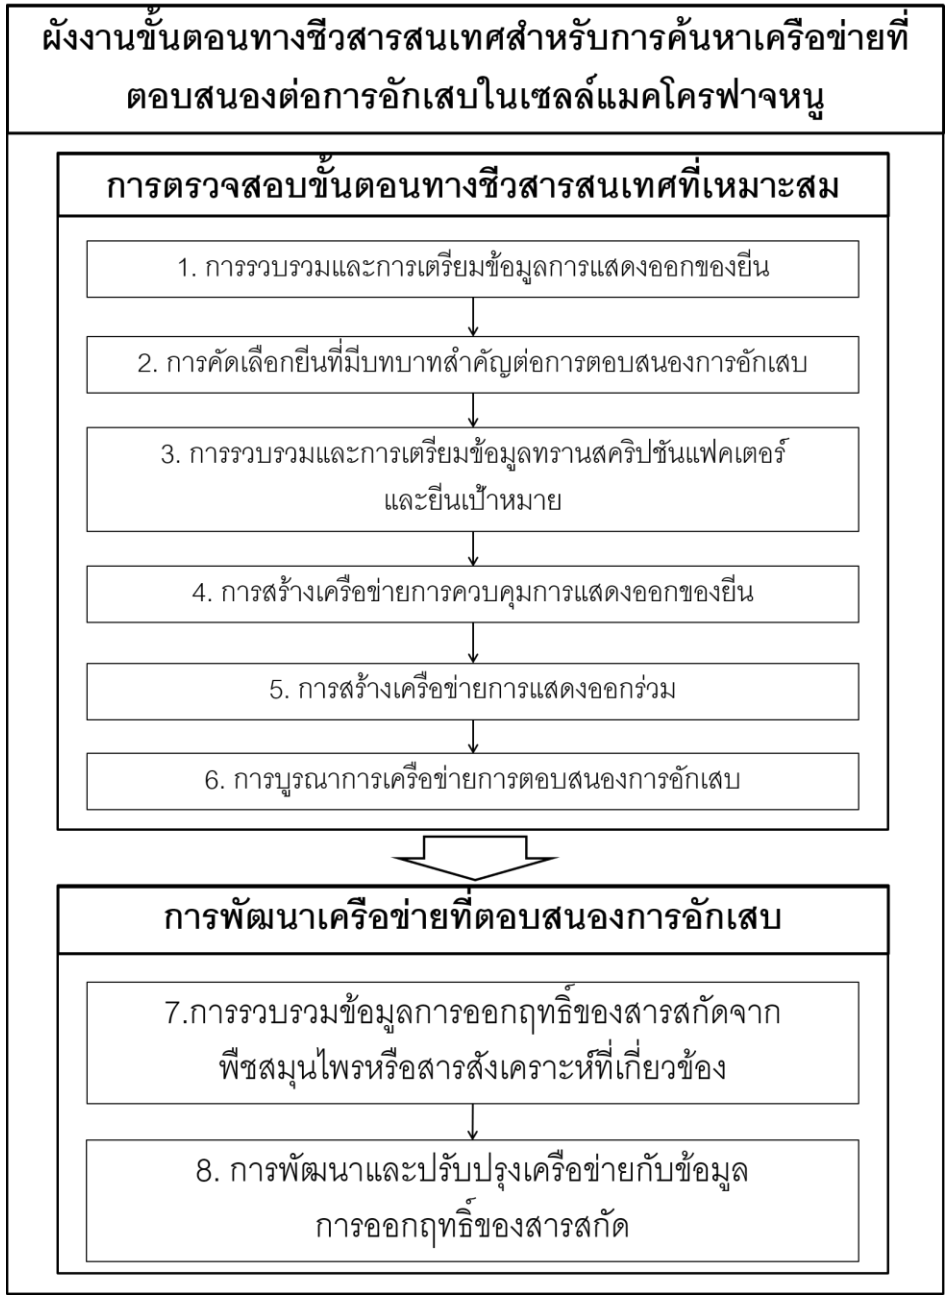 ผังงานขั้นตอนทางชีวสารสนเทศสำหรับการค้นหาเครือข่ายที่
ตอบสนองต่อการอักเสบในเซลล์แมคโครฟาจหนู
การตรวจสอบขั้นตอนทางชีวสารสนเทศที่เหมาะสม
1. การรวบรวมและการเตรียมข้อมูลการแสดงออกของยีน
2. การคัดเลือกยีนที่มีบทบาทสำคัญต่อการตอบสนองการอักเสบ
3. การรวบรวมและการเตรียมข้อมูลทรานสคริปชันแฟคเตอร์
และยีนเป้าหมาย
4. การสร้างเครือข่ายการควบคุมการแสดงออกของยีน
5. การสร้างเครือข่ายการแสดงออกร่วม
6. การบูรณาการเครือข่ายการตอบสนองการอักเสบ
การพัฒนาเครือข่ายที่ตอบสนองการอักเสบ
7.การรวบรวมข้อมูลการออกฤทธิ์ของสารสกัดจาก
พืชสมุนไพรหรือสารสังเคราะห์ที่เกี่ยวข้อง
8. การพัฒนาและปรับปรุงเครือข่ายกับข้อมูล
การออกฤทธิ์ของสารสกัด